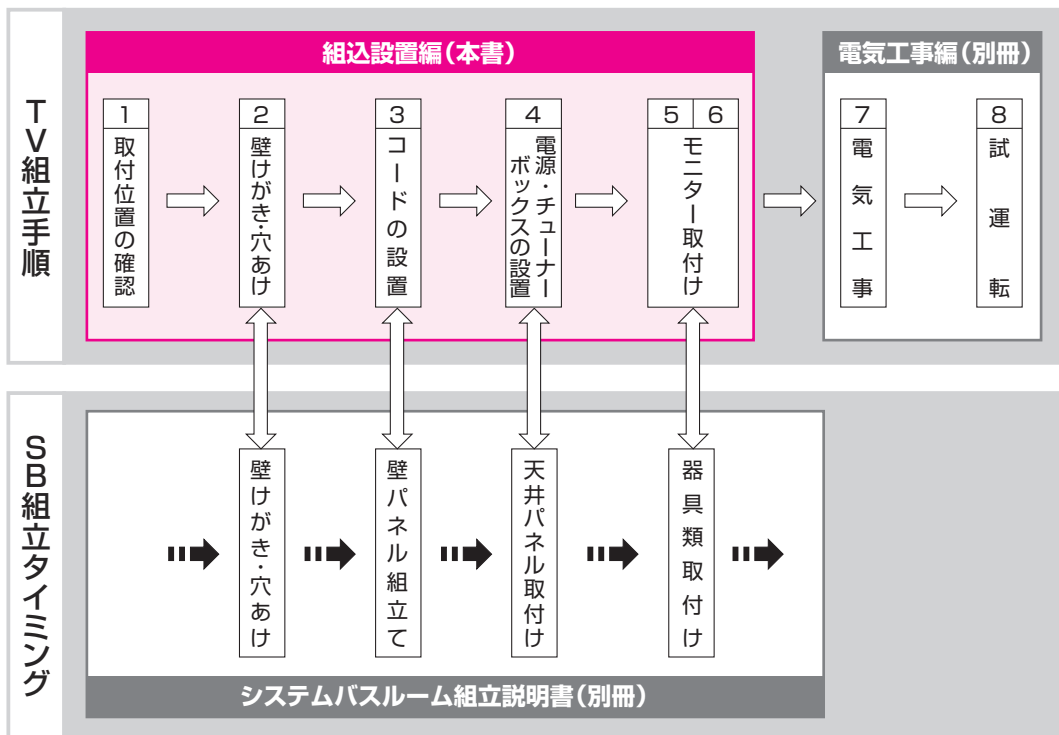 TV組立手順
組込設置編（本書）
1
取付位置の確認
2
壁けがき・穴あけ
3
コードの設置
4
電源・チューナー
ボックスの設置
5 6
モニター取付け
電気工事編（別冊）
7
電気工事
8
試運転
SB組立タイミング
壁けがき・穴あけ
壁パネル組立て
天井パネル取付け
器具類取付け
システムバスルーム組立説明書（別冊）